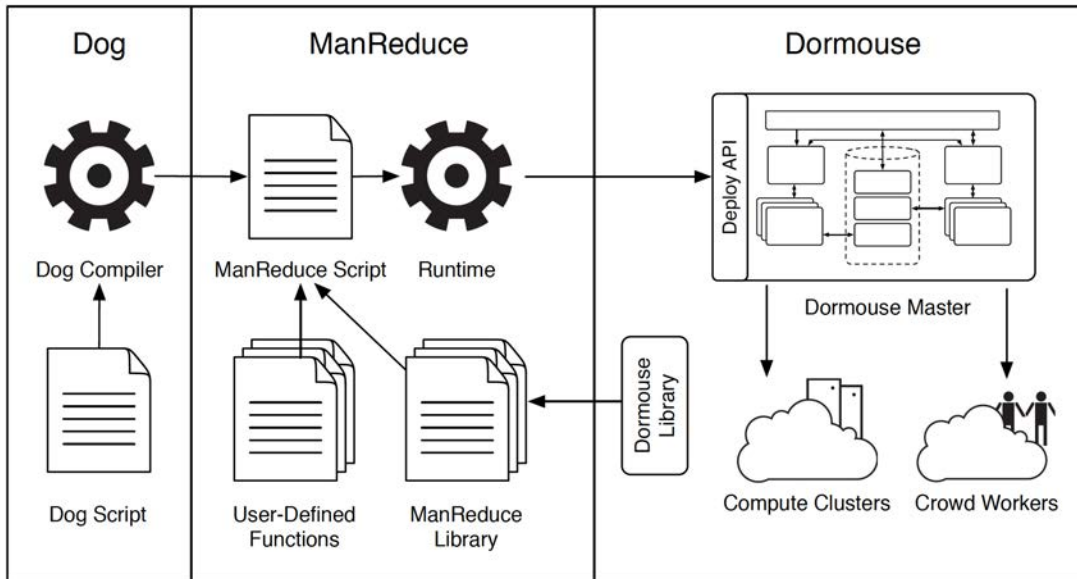 Dog
ManReduce
Dormouse
Deploy API
Dog Compiler
ManReduce Script
Runtime
Dormouse Master
Dormouse
Library
Dog Script
User-Defined
Functions
ManReduce
Library
Compute Clusters
Crowd Workers